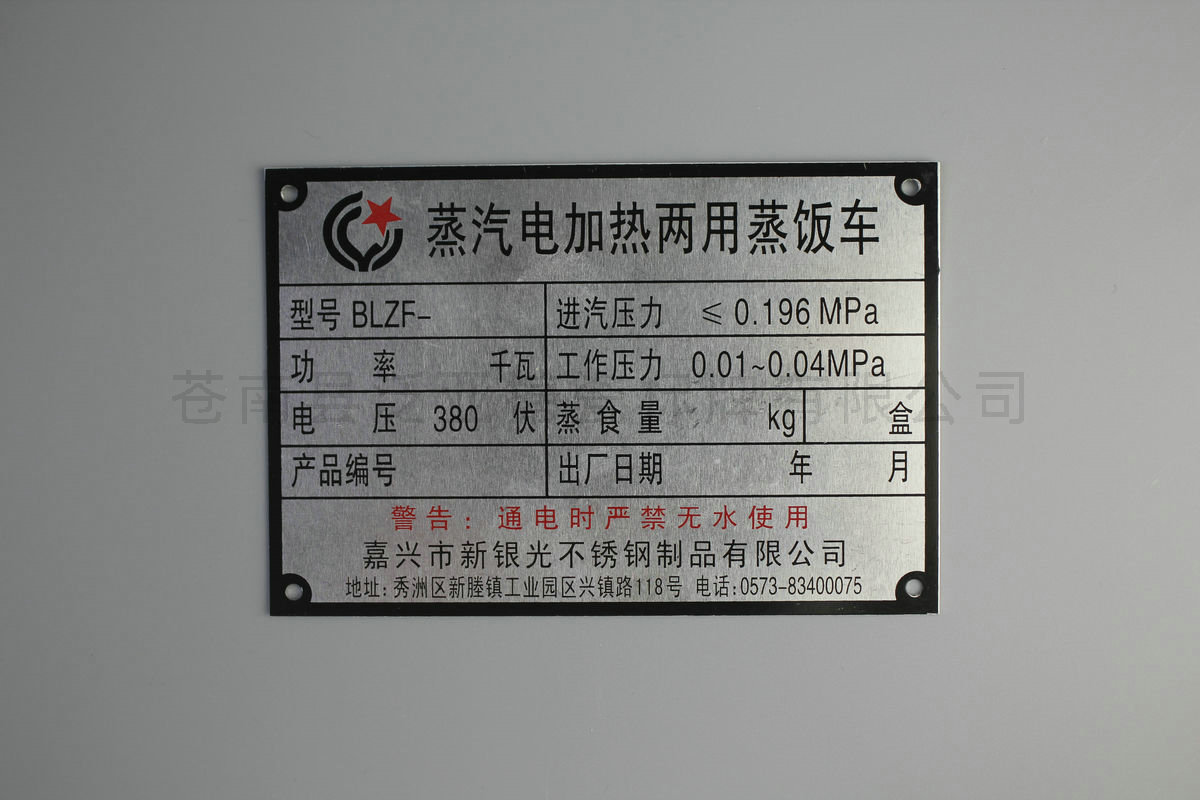 蒸汽电加热两用蒸饭车
型号 BLZF- 进汽压力 ≤ 0.196 MPa
功 率 千瓦 工作压力 0.01~0.04MPa
电 压 380 伏 蒸 食 量 kg 盒
产品编号 出厂日期 年 月
警告：通电时严禁无水使用
嘉兴市新银光不锈钢制品有限公司
地址：秀洲区新塍镇工业园区兴镇路118号 电话:0573-83400075